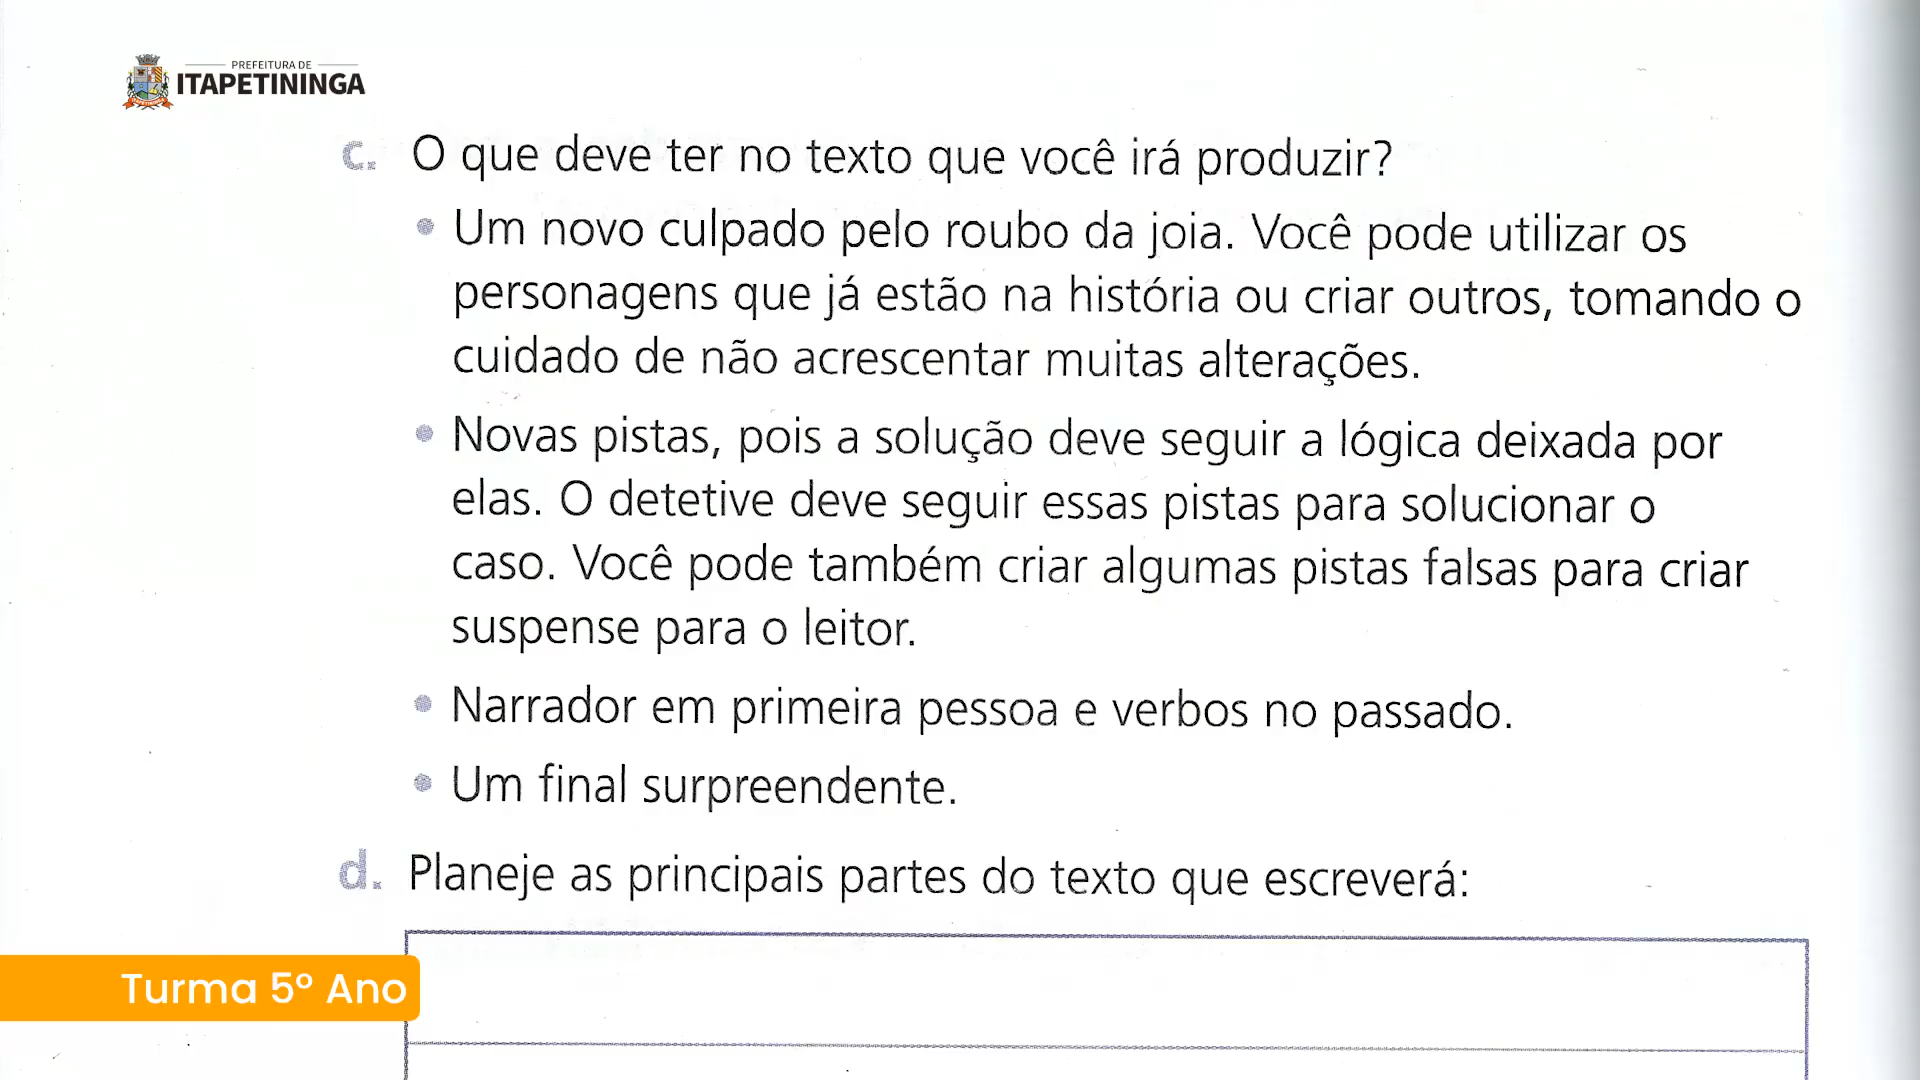 PREFEITURA DE
ITAPETININGA
c. O que deve ter no texto que você irá produzir?
• Um novo culpado pelo roubo da joia. Você pode utilizar os
personagens que já estão na história ou criar outros, tomando o
cuidado de não acrescentar muitas alterações.
• Novas pistas, pois a solução deve seguir a lógica deixada por
elas. O detetive deve seguir essas pistas para solucionar o
caso. Você pode também criar algumas pistas falsas para criar
suspense para o leitor.
• Narrador em primeira pessoa e verbos no passado.
• Um final surpreendente.
d. Planeje as principais partes do texto que escreverá:
Turma 5º Ano